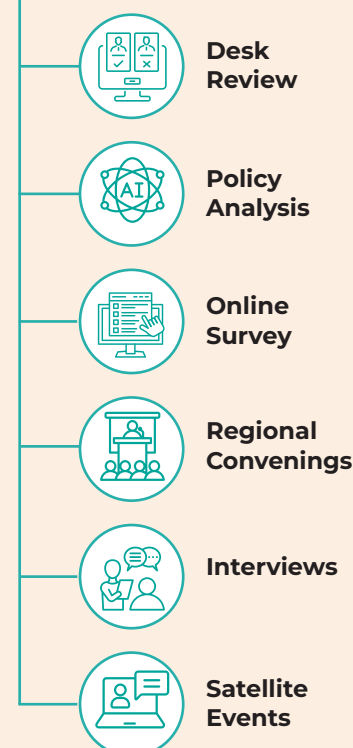 Desk
Review
AI
Policy
Analysis
Online
Survey
Regional
Convenings
Interviews
Satellite
Events